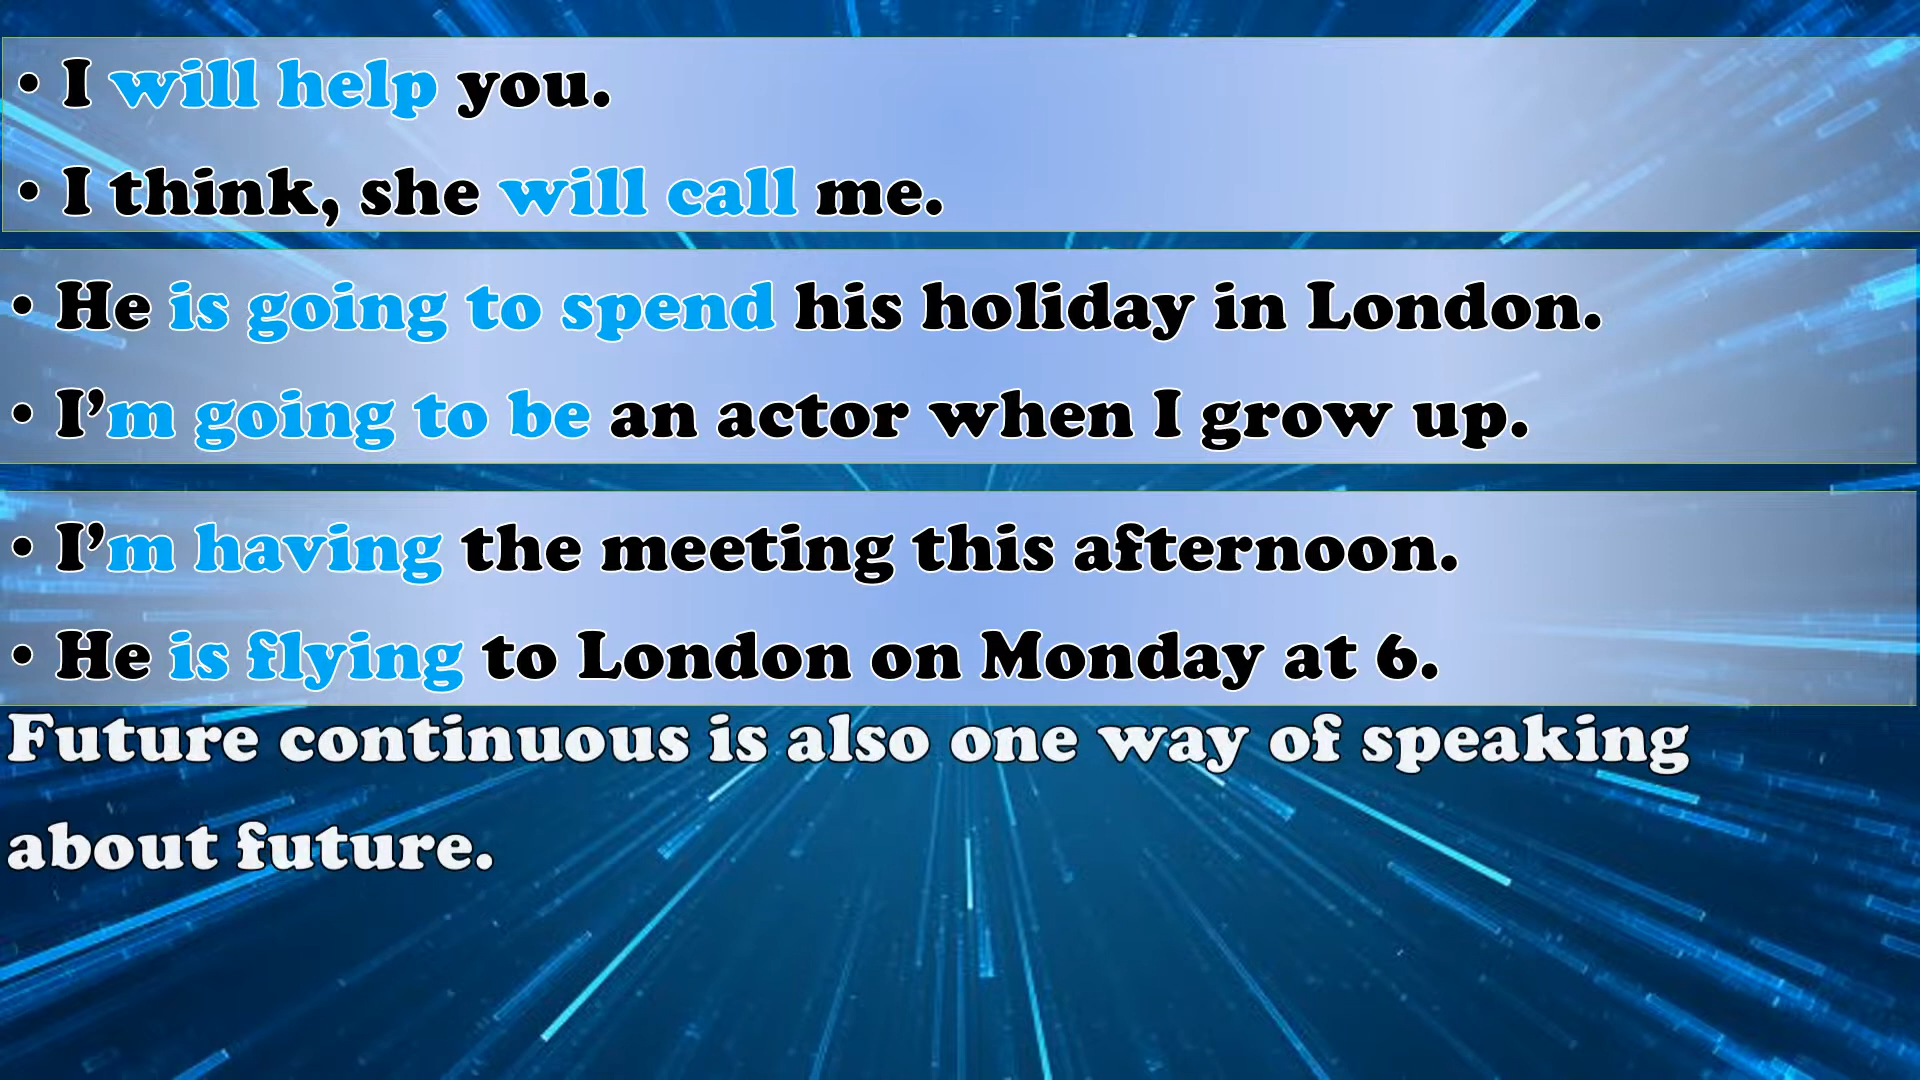 • I will help you.
• I think, she will call me.
• He is going to spend his holiday in London.
• I’m going to be an actor when I grow up.
• I’m having the meeting this afternoon.
• He is flying to London on Monday at 6.
Future continuous is also one way of speaking
about future.